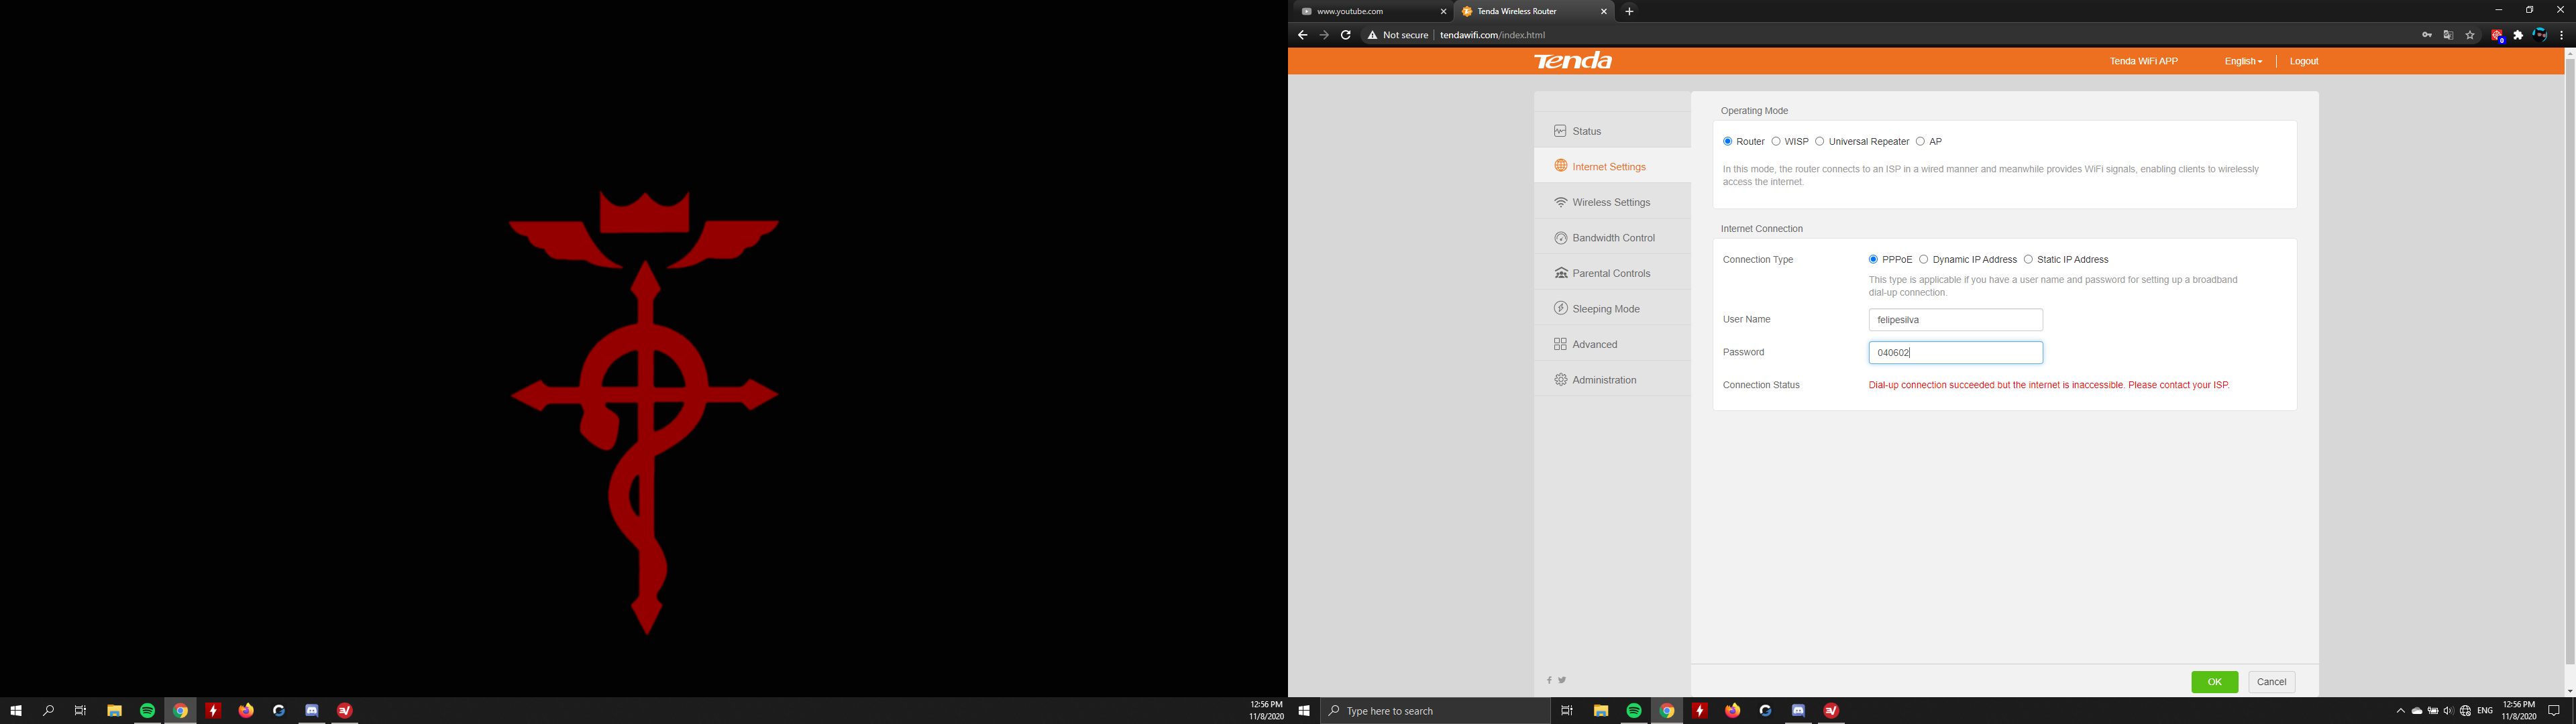 www.youtube.com
Tenda Wireless Router
Not secure
tendawifi.com/index.html
Tenda
Tenda WiFi APP
English
Logout
Status
Internet Settings
Wireless Settings
Bandwidth Control
Parental Controls
Sleeping Mode
Advanced
Administration
Operating Mode
Router
WISP
Universal Repeater
AP
In this mode, the router connects to an ISP in a wired manner and meanwhile provides WiFi signals, enabling clients to wirelessly
access the internet.
Internet Connection
Connection Type
PPPoE
Dynamic IP Address
Static IP Address
This type is applicable if you have a user name and password for setting up a broadband
dial-up connection.
User Name
felipesilva
Password
040602
Connection Status
Dial-up connection succeeded but the internet is inaccessible. Please contact your ISP.
OK
Cancel
12:56 PM
11/8/2020
Type here to search
ENG
12:56 PM
11/8/2020